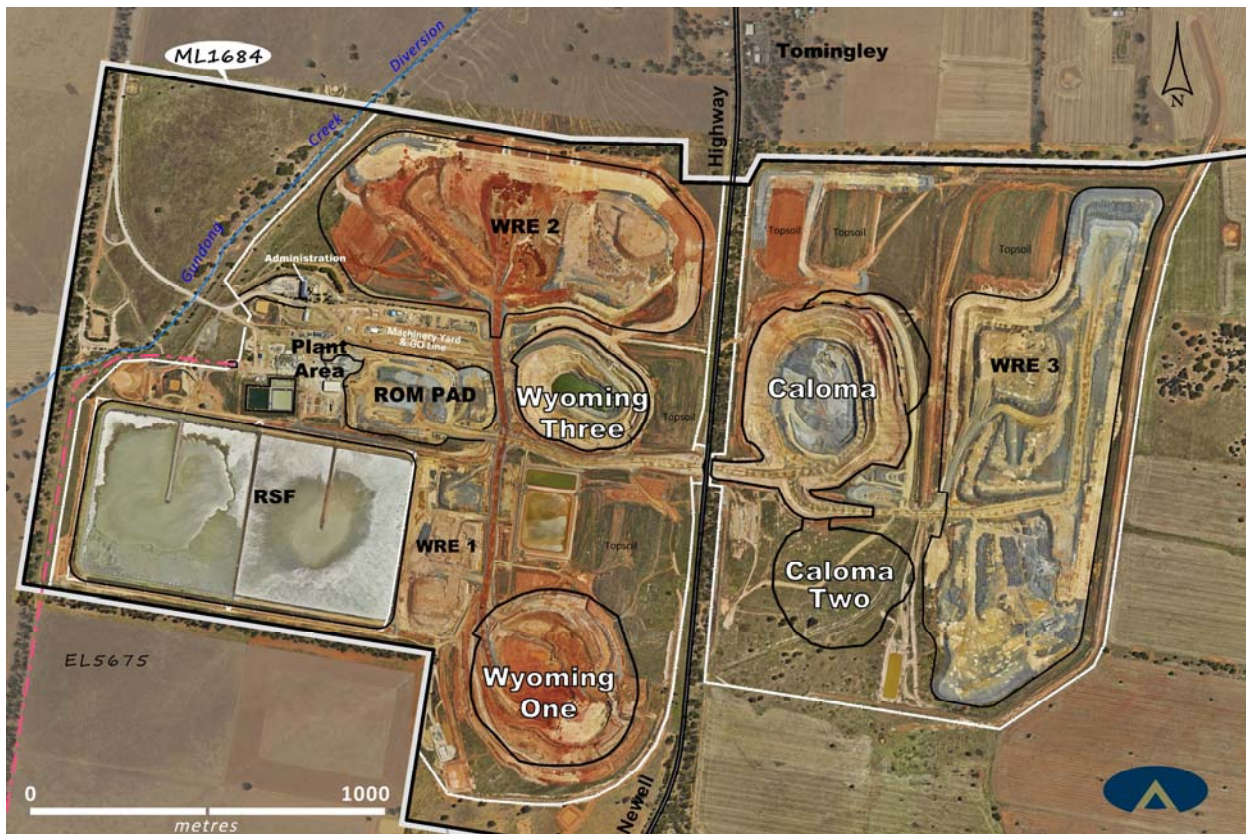 ML1684
Diversion
Creek
Gundong
Tomingley
N
Highway
WRE 2
Topsoil
Topsoil
Topsoil
Administration
Machinery Yard
& GO Line
Plant
Area
ROM PAD
Wyoming
Three
Topsoil
Caloma
WRE 3
RSF
WRE 1
Topsoil
Caloma
Two
EL5675
Wyoming
One
Newell
0
1000
metres